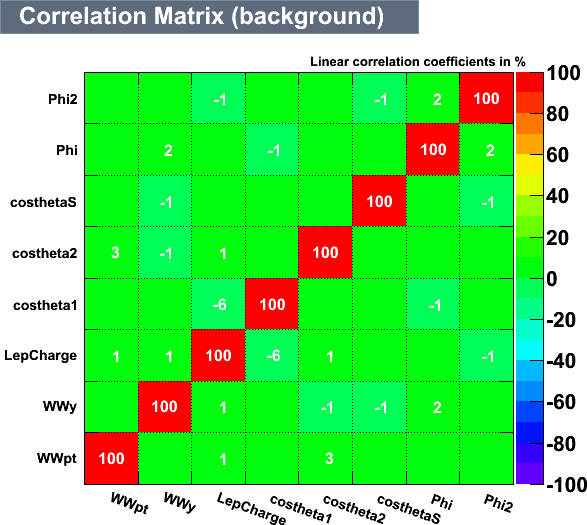 Correlation Matrix (background)
Linear correlation coefficients in %
Phi2 -1 -1 2 100
Phi 2 -1 100 2
costhetaS -1 100 -1
costheta2 3 -1 1 100
costheta1 -6 100 -1
LepCharge 1 1 100 -6 1 -1
WWy 100 1 -1 -1 2
WWpt 100 1 3
WWpt WWy LepCharge costheta1 costheta2 costhetaS Phi Phi2
100
80
60
40
20
0
-20
-40
-60
-80
-100